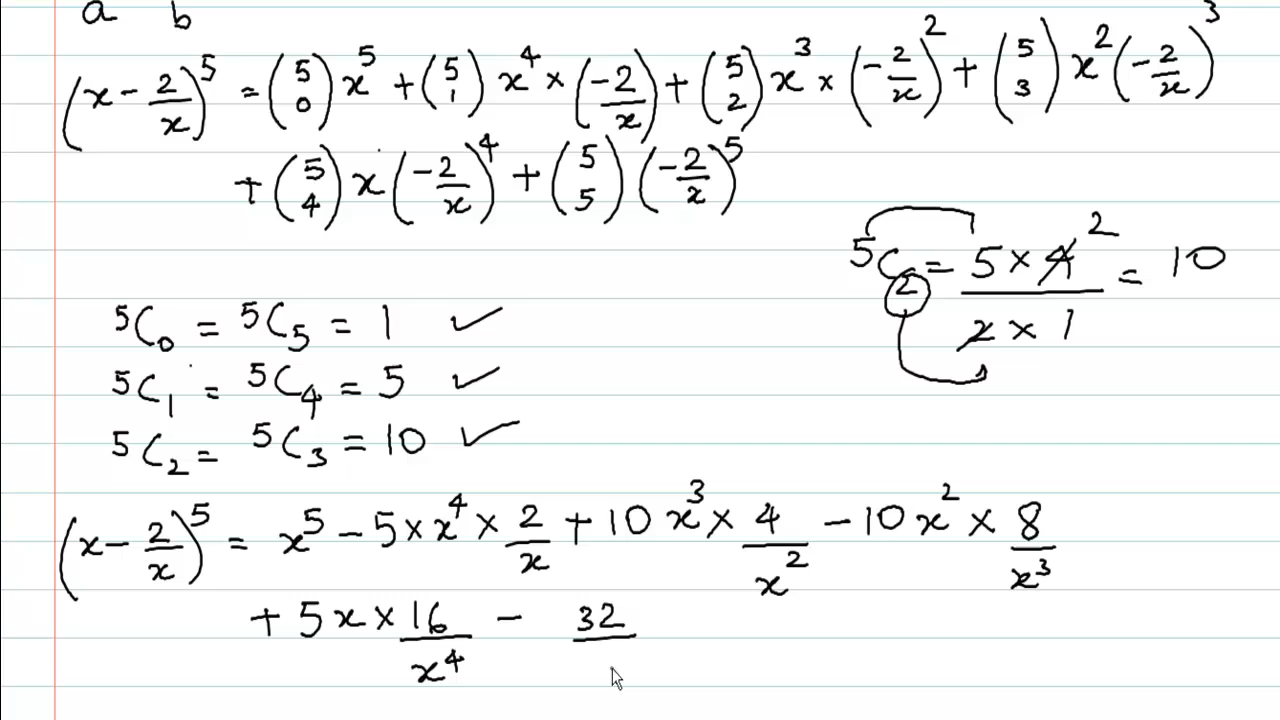 a b
(x - 2/x)^5 = (5 0) x^5 + (5 1) x^4 × (-2/x) + (5 2) x^3 × (-2/x)^2 + (5 3) x^2 (-2/x)^3
+ (5 4) x (-2/x)^4 + (5 5) (-2/x)^5
5C2 = 5 × 4 2 / 2 × 1 = 10
5C0 = 5C5 = 1 ✓
5C1 = 5C4 = 5 ✓
5C2 = 5C3 = 10 ✓
(x - 2/x)^5 = x^5 - 5 × x^4 × 2/x + 10 x^3 × 4/x^2 - 10 x^2 × 8/x^3
+ 5x × 16/x^4 - 32/